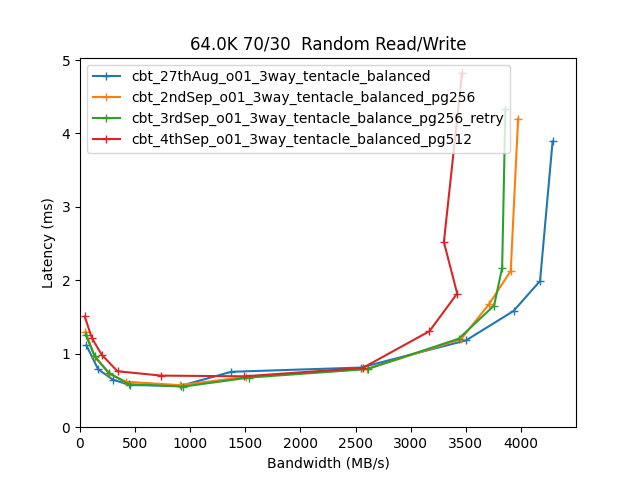 64.0K 70/30  Random Read/Write
cbt_27thAug_o01_3way_tentacle_balanced
cbt_2ndSep_o01_3way_tentacle_balanced_pg256
cbt_3rdSep_o01_3way_tentacle_balance_pg256_retry
cbt_4thSep_o01_3way_tentacle_balanced_pg512
Latency (ms)
5
4
3
2
1
0
0 500 1000 1500 2000 2500 3000 3500 4000
Bandwidth (MB/s)